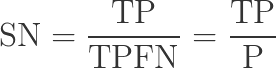 SN = TP / TPFN = TP / P